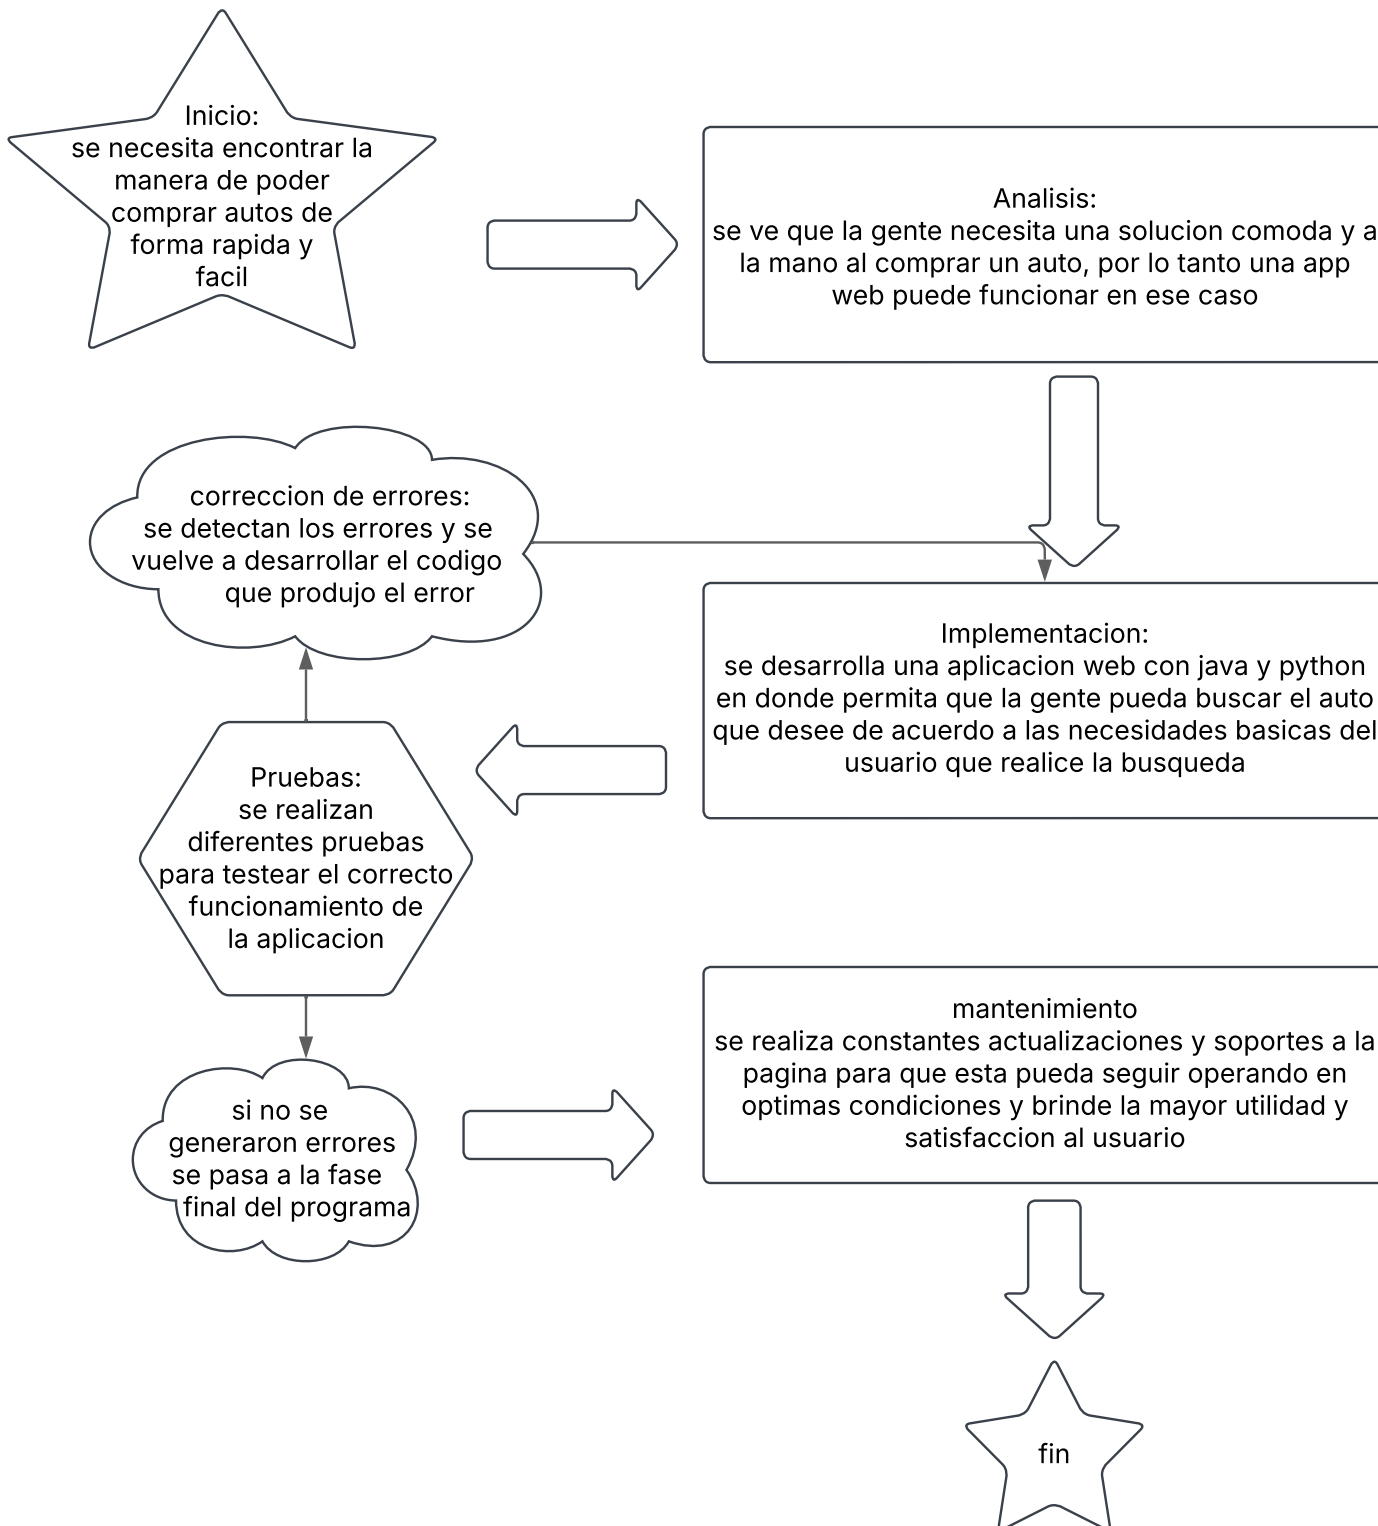 Inicio:
se necesita encontrar la
manera de poder
comprar autos de
forma rapida y
facil
Analisis:
se ve que la gente necesita una solucion comoda y a
la mano al comprar un auto, por lo tanto una app
web puede funcionar en ese caso
correccion de errores:
se detectan los errores y se
vuelve a desarrollar el codigo
que produjo el error
Implementacion:
se desarrolla una aplicacion web con java y python
en donde permita que la gente pueda buscar el auto
que desee de acuerdo a las necesidades basicas del
usuario que realice la busqueda
Pruebas:
se realizan
diferentes pruebas
para testear el correcto
funcionamiento de
la aplicacion
si no se
generaron errores
se pasa a la fase
final del programa
mantenimiento
se realiza constantes actualizaciones y soportes a la
pagina para que esta pueda seguir operando en
optimas condiciones y brinde la mayor utilidad y
satisfaccion al usuario
fin